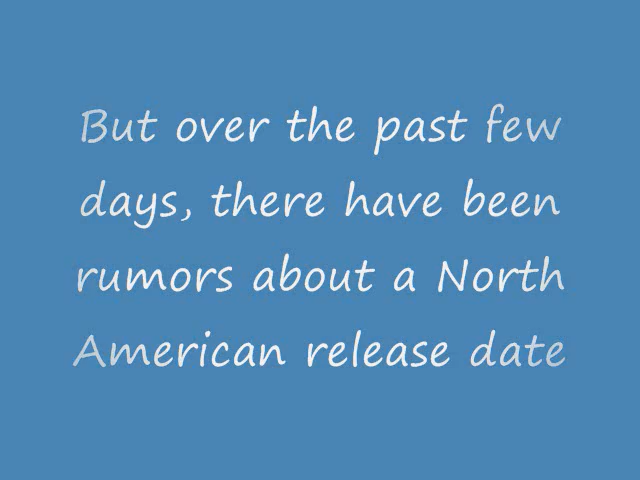 But over the past few
days, there have been
rumors about a North
American release date